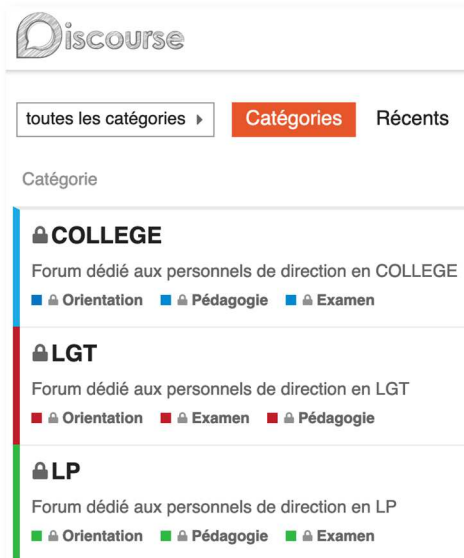 Discourse
toutes les catégories Catégories Récents
Catégorie
COLLEGE
Forum dédié aux personnels de direction en COLLEGE
Orientation Pédagogie Examen
LGT
Forum dédié aux personnels de direction en LGT
Orientation Examen Pédagogie
LP
Forum dédié aux personnels de direction en LP
Orientation Pédagogie Examen